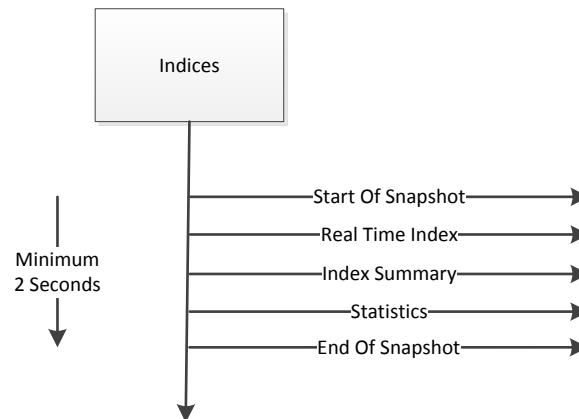 Indices
Start Of Snapshot
Real Time Index
Minimum
2 Seconds
Index Summary
Statistics
End Of Snapshot